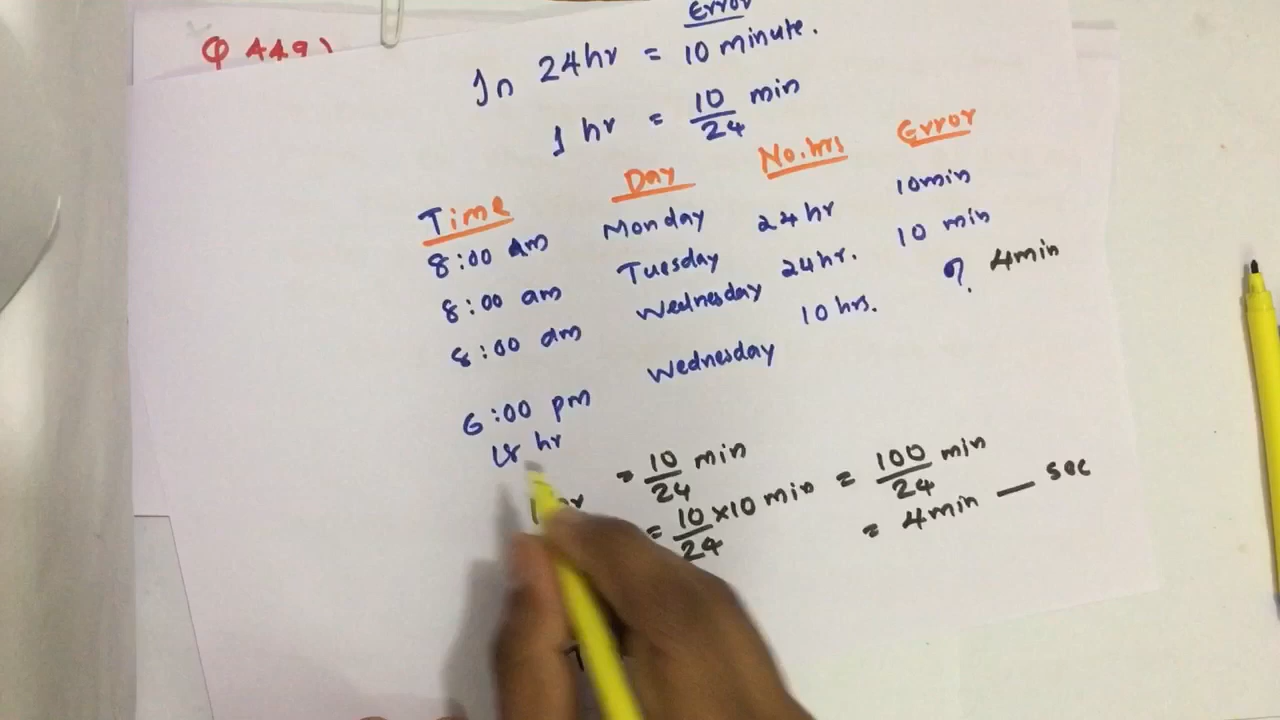 Q 449)
Error
In 24hr = 10 minute.
1 hr = 10/24 min
Time Day No.hrs Error
8:00 am Monday 24hr 10min
8:00 am Tuesday 24hr. 10 min
8:00 am Wednesday 10 hrs. ? 4min
6:00 pm Wednesday
18 hr
= 10/24 min
= 10/24 ×10 min = 100/24 min
= 4min — sec